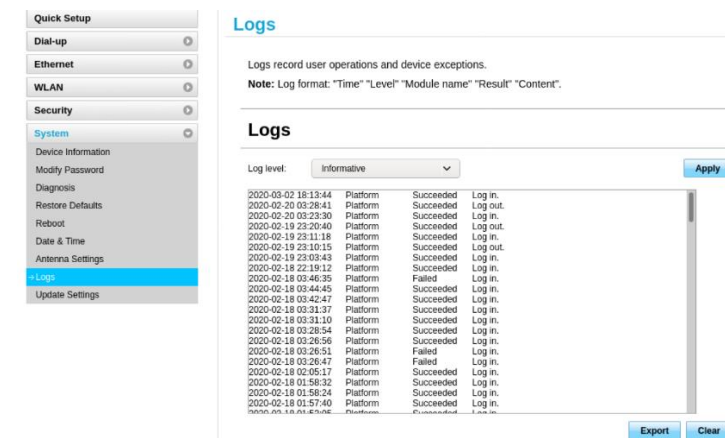 Quick Setup
Dial-up
Ethernet
WLAN
Security
System
Device Information
Modify Password
Diagnosis
Restore Defaults
Reboot
Date & Time
Antenna Settings
Logs
Update Settings
Logs
Logs record user operations and device exceptions.
Note: Log format: "Time" "Level" "Module name" "Result" "Content".
Logs
Log level: Informative Apply
2020-03-02 18:13:44 Platform Succeeded Log in.
2020-02-20 03:28:41 Platform Succeeded Log out.
2020-02-20 03:23:30 Platform Succeeded Log in.
2020-02-19 23:20:40 Platform Succeeded Log out.
2020-02-19 23:11:18 Platform Succeeded Log in.
2020-02-19 23:10:15 Platform Succeeded Log out.
2020-02-19 23:03:43 Platform Succeeded Log in.
2020-02-18 22:19:12 Platform Succeeded Log in.
2020-02-18 03:46:35 Platform Failed Log in.
2020-02-18 03:44:45 Platform Succeeded Log in.
2020-02-18 03:42:47 Platform Succeeded Log in.
2020-02-18 03:31:37 Platform Succeeded Log in.
2020-02-18 03:31:10 Platform Succeeded Log in.
2020-02-18 03:28:54 Platform Succeeded Log in.
2020-02-18 03:26:56 Platform Succeeded Log in.
2020-02-18 03:26:51 Platform Failed Log in.
2020-02-18 03:26:47 Platform Failed Log in.
2020-02-18 02:05:17 Platform Succeeded Log in.
2020-02-18 01:58:32 Platform Succeeded Log in.
2020-02-18 01:58:24 Platform Succeeded Log in.
2020-02-18 01:57:40 Platform Succeeded Log in.
2020-02-18 Platform Succeeded Log in.
Export Clear